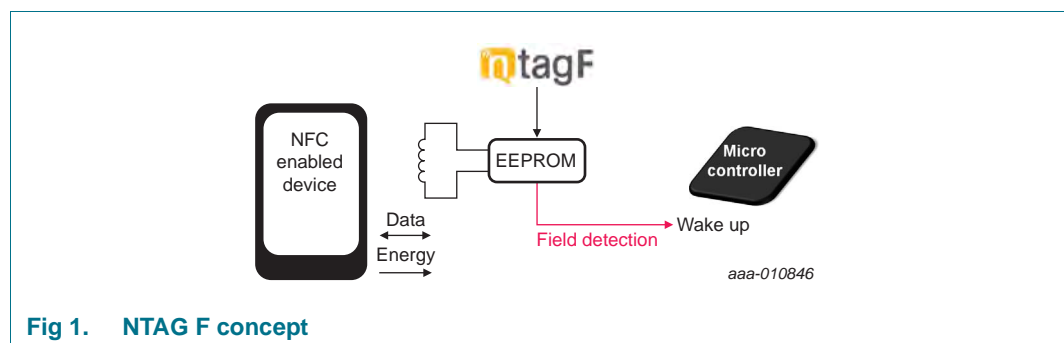 ntagF
NFC
enabled
device
EEPROM
Micro
controller
Data
Energy
Field detection
Wake up
aaa-010846
Fig 1. NTAG F concept